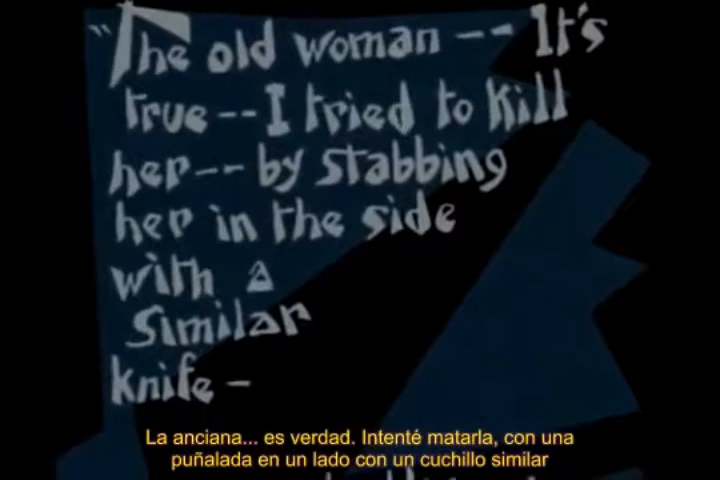 "The old woman -- It's
true -- I tried to kill
her -- by stabbing
her in the side
with a
similar
knife -
La anciana... es verdad. Intenté matarla, con una
puñalada en un lado con un cuchillo similar